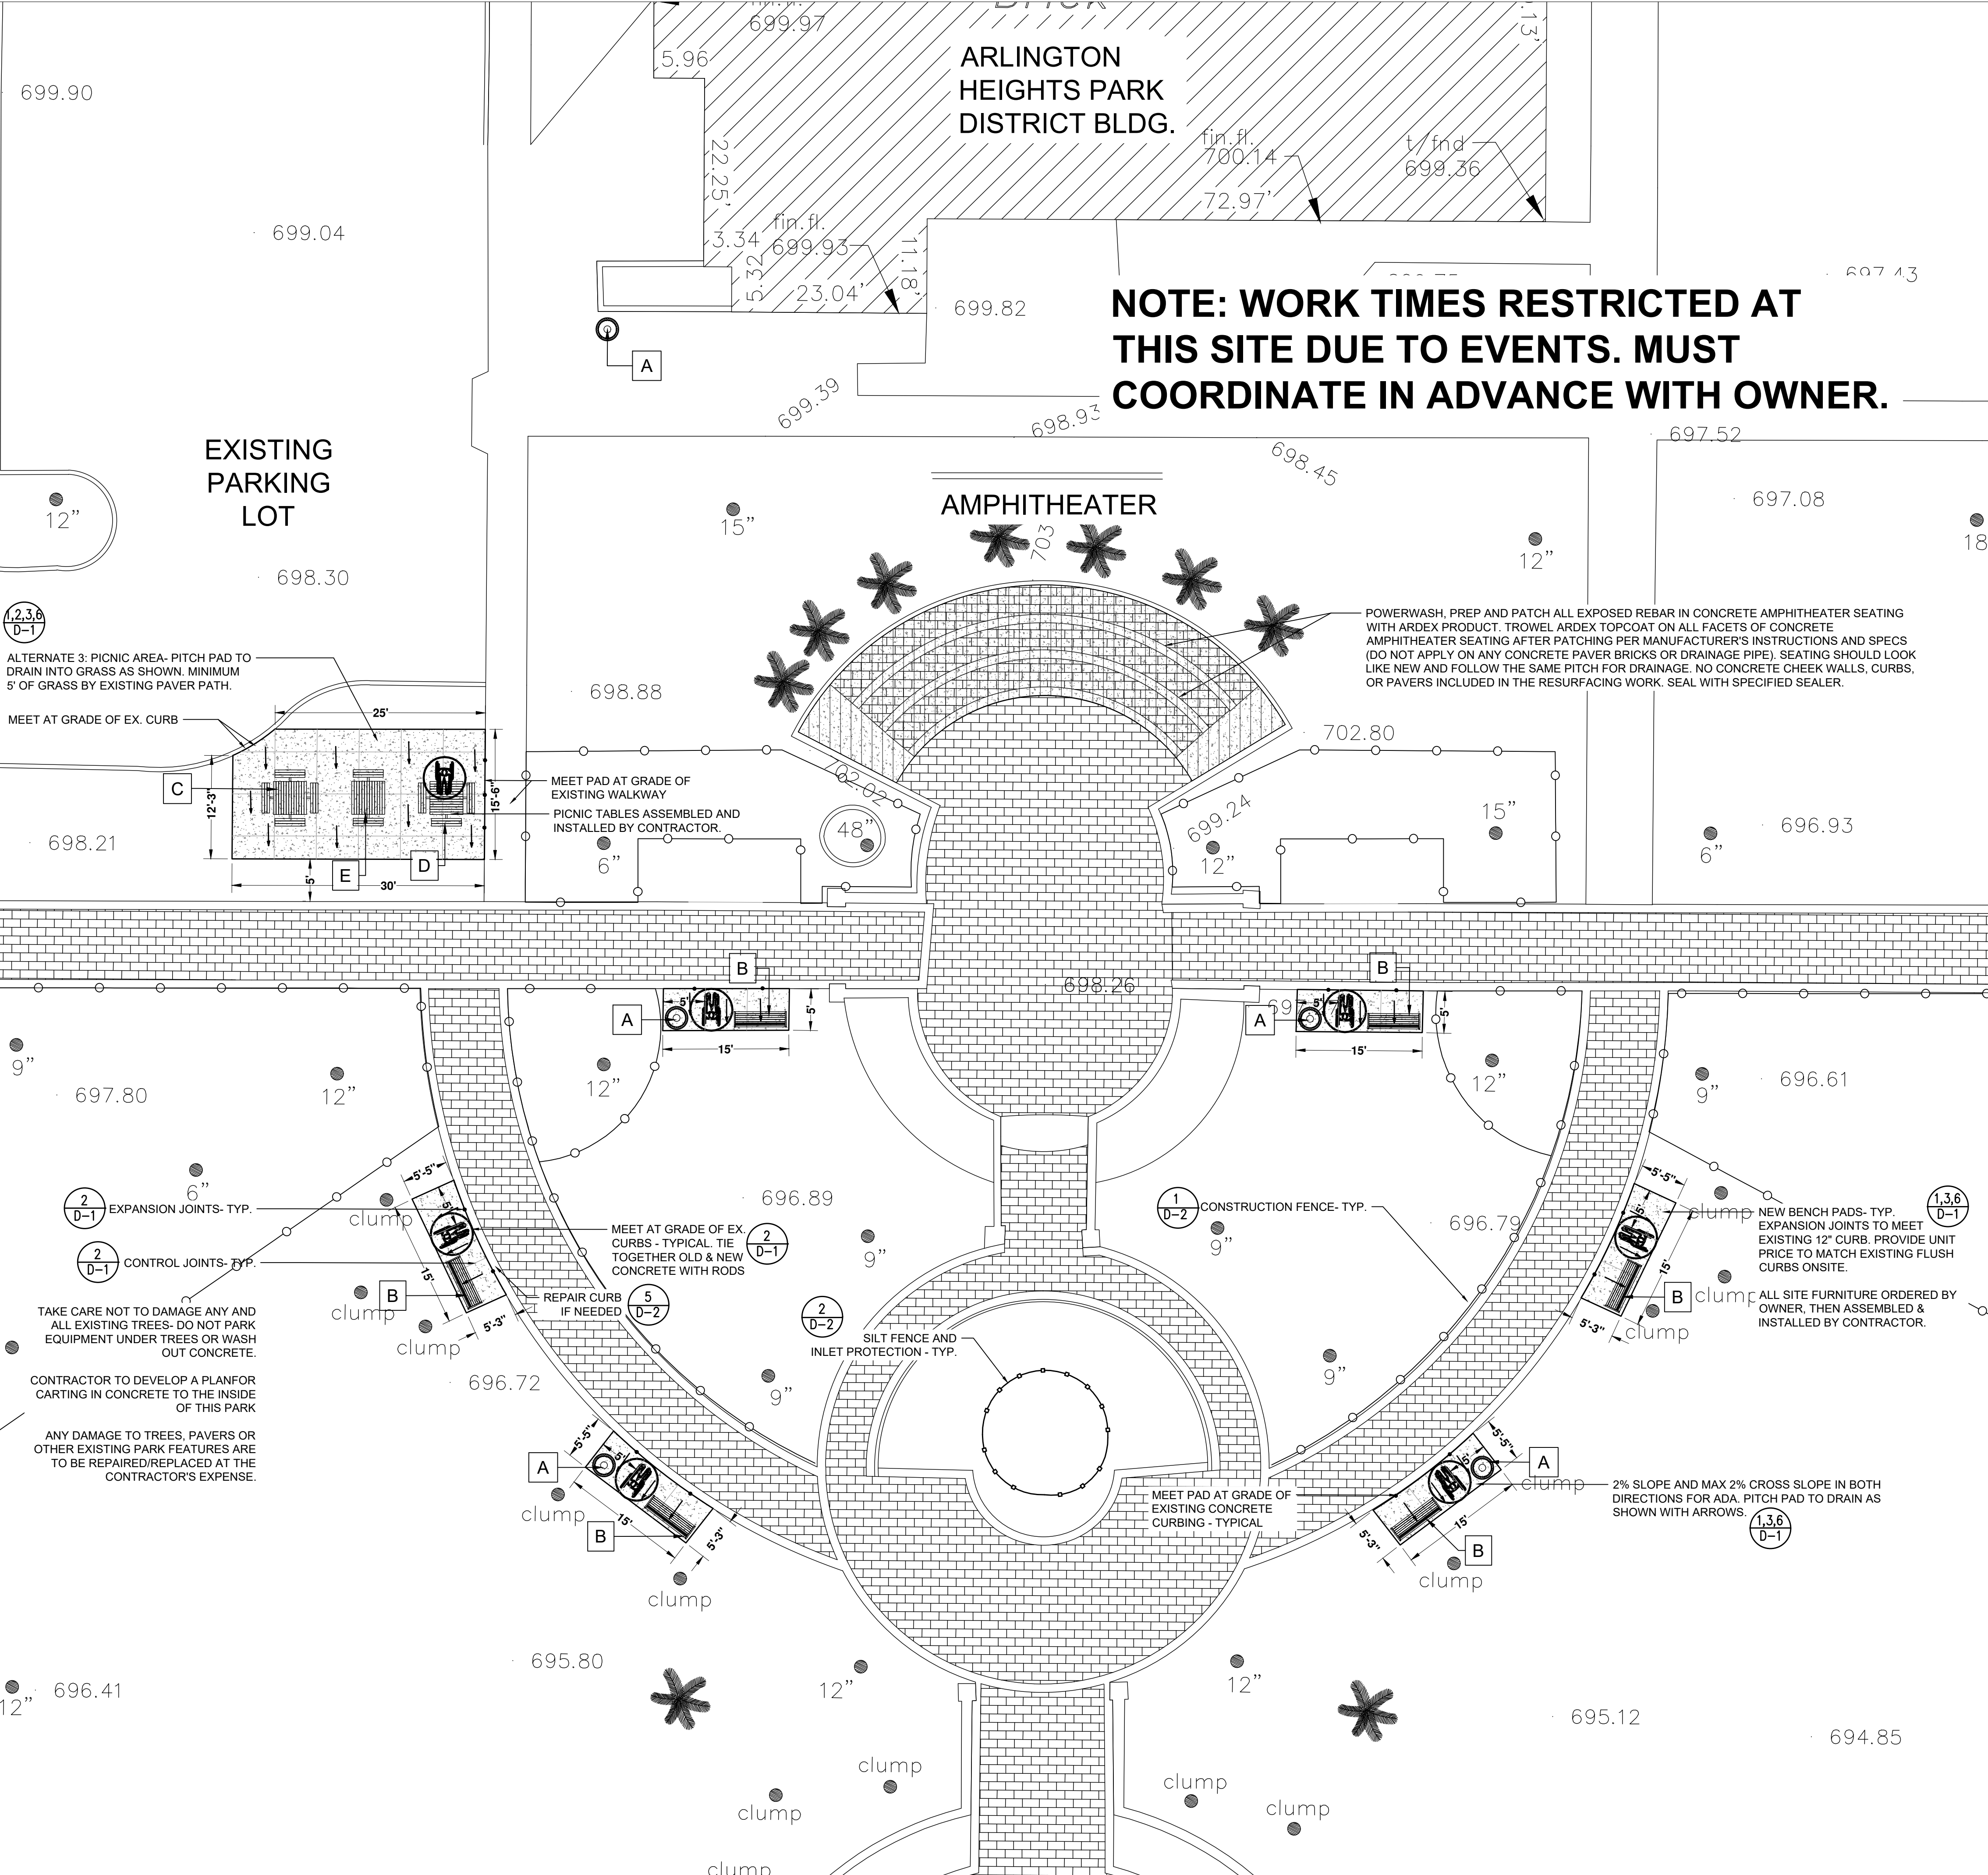 699.97
5.96
ARLINGTON
HEIGHTS PARK
DISTRICT BLDG.
699.90
22.25'
fin.fl.
700.14
t/fnd
699.36
72.97'
699.04
fin.fl.
3.34
699.93
11.18'
5.32
23.04'
699.82
697.43
NOTE: WORK TIMES RESTRICTED AT
THIS SITE DUE TO EVENTS. MUST
COORDINATE IN ADVANCE WITH OWNER.
A
699.39
698.93
698.45
697.52
EXISTING
PARKING
LOT
12"
15"
AMPHITHEATER
703
12"
697.08
18
698.30
1,2,3,6
D-1
ALTERNATE 3: PICNIC AREA- PITCH PAD TO
DRAIN INTO GRASS AS SHOWN. MINIMUM
5' OF GRASS BY EXISTING PAVER PATH.
MEET AT GRADE OF EX. CURB
25'
698.88
POWERWASH, PREP AND PATCH ALL EXPOSED REBAR IN CONCRETE AMPHITHEATER SEATING
WITH ARDEX PRODUCT. TROWEL ARDEX TOPCOAT ON ALL FACETS OF CONCRETE
AMPHITHEATER SEATING AFTER PATCHING PER MANUFACTURER'S INSTRUCTIONS AND SPECS
(DO NOT APPLY ON ANY CONCRETE PAVER BRICKS OR DRAINAGE PIPE). SEATING SHOULD LOOK
LIKE NEW AND FOLLOW THE SAME PITCH FOR DRAINAGE. NO CONCRETE CHEEK WALLS, CURBS,
OR PAVERS INCLUDED IN THE RESURFACING WORK. SEAL WITH SPECIFIED SEALER.
702.80
C
12'-3"
15'-6"
MEET PAD AT GRADE OF
EXISTING WALKWAY
PICNIC TABLES ASSEMBLED AND
INSTALLED BY CONTRACTOR.
702.02
48"
699.24
15"
12"
696.93
6"
6"
698.21
E
D
5'
30'
B
B
698.26
A
5'
5'
15'
A
69
5'
5'
15'
9"
12"
12"
12"
9"
697.80
696.61
6"
5'-5"
clump
5'
15'
B
5'-3"
clump
clump
2
D-1
EXPANSION JOINTS- TYP.
2
D-1
CONTROL JOINTS- TYP.
MEET AT GRADE OF EX.
CURBS - TYPICAL. TIE
TOGETHER OLD & NEW
CONCRETE WITH RODS
2
D-1
REPAIR CURB
IF NEEDED
5
D-2
696.89
9"
1
D-2
CONSTRUCTION FENCE- TYP.
9"
696.79
5'-5"
clump
5'
15'
B
5'-3"
clump
clump
NEW BENCH PADS- TYP.
EXPANSION JOINTS TO MEET
EXISTING 12" CURB. PROVIDE UNIT
PRICE TO MATCH EXISTING FLUSH
CURBS ONSITE.
1,3,6
D-1
ALL SITE FURNITURE ORDERED BY
OWNER, THEN ASSEMBLED &
INSTALLED BY CONTRACTOR.
TAKE CARE NOT TO DAMAGE ANY AND
ALL EXISTING TREES- DO NOT PARK
EQUIPMENT UNDER TREES OR WASH
OUT CONCRETE.
CONTRACTOR TO DEVELOP A PLANFOR
CARTING IN CONCRETE TO THE INSIDE
OF THIS PARK
ANY DAMAGE TO TREES, PAVERS OR
OTHER EXISTING PARK FEATURES ARE
TO BE REPAIRED/REPLACED AT THE
CONTRACTOR'S EXPENSE.
2
D-2
SILT FENCE AND
INLET PROTECTION - TYP.
696.72
9"
9"
5'-5"
5'
A
clump
15'
B
5'-3"
clump
MEET PAD AT GRADE OF
EXISTING CONCRETE
CURBING - TYPICAL
5'-5"
5'
A
clump
15'
5'-3"
B
clump
2% SLOPE AND MAX 2% CROSS SLOPE IN BOTH
DIRECTIONS FOR ADA. PITCH PAD TO DRAIN AS
SHOWN WITH ARROWS.
1,3,6
D-1
695.80
12"
12"
12"
696.41
695.12
694.85
clump
clump
clump
clump
clump